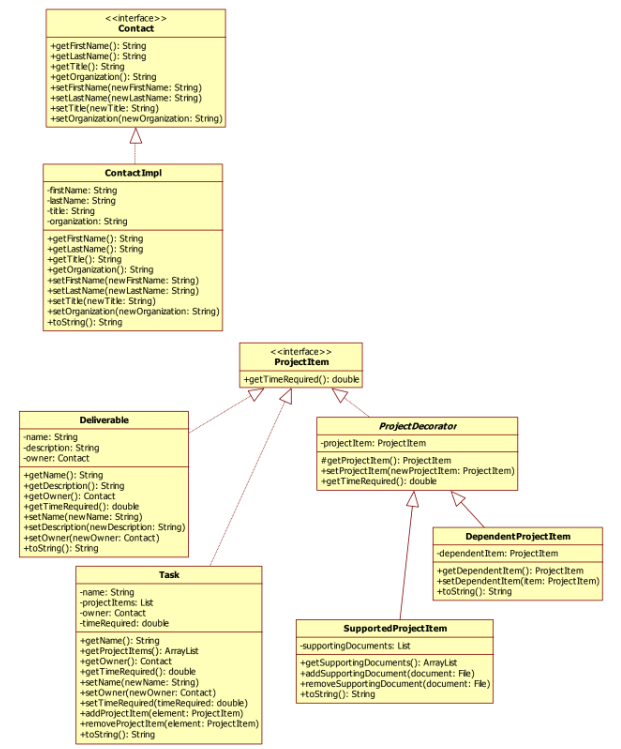 <<interface>>
Contact
+getFirstName(): String
+getLastName(): String
+getTitle(): String
+getOrganization(): String
+setFirstName(newFirstName: String)
+setLastName(newLastName: String)
+setTitle(newTitle: String)
+setOrganization(newOrganization: String)
ContactImpl
-firstName: String
-lastName: String
-title: String
-organization: String
+getFirstName(): String
+getLastName(): String
+getTitle(): String
+getOrganization(): String
+setFirstName(newFirstName: String)
+setLastName(newLastName: String)
+setTitle(newTitle: String)
+setOrganization(newOrganization: String)
+toString(): String
<<interface>>
ProjectItem
+getTimeRequired(): double
Deliverable
-name: String
-description: String
-owner: Contact
+getName(): String
+getDescription(): String
+getOwner(): Contact
+getTimeRequired(): double
+setName(newName: String)
+setDescription(newDescription: String)
+setOwner(newOwner: Contact)
+toString(): String
ProjectDecorator
-projectItem: ProjectItem
#getProjectItem(): ProjectItem
+setProjectItem(newProjectItem: ProjectItem)
+getTimeRequired(): double
DependentProjectItem
-dependentItem: ProjectItem
+getDependentItem(): ProjectItem
+setDependentItem(item: ProjectItem)
+toString(): String
Task
-name: String
-projectItems: List
-owner: Contact
-timeRequired: double
+getName(): String
+getProjectItems(): ArrayList
+getOwner(): Contact
+getTimeRequired(): double
+setName(newName: String)
+setOwner(newOwner: Contact)
+setTimeRequired(timeRequired: double)
+addProjectItem(element: ProjectItem)
+removeProjectItem(element: ProjectItem)
+toString(): String
SupportedProjectItem
-supportingDocuments: List
+getSupportingDocuments(): ArrayList
+addSupportingDocument(document: File)
+removeSupportingDocument(document: File)
+toString(): String